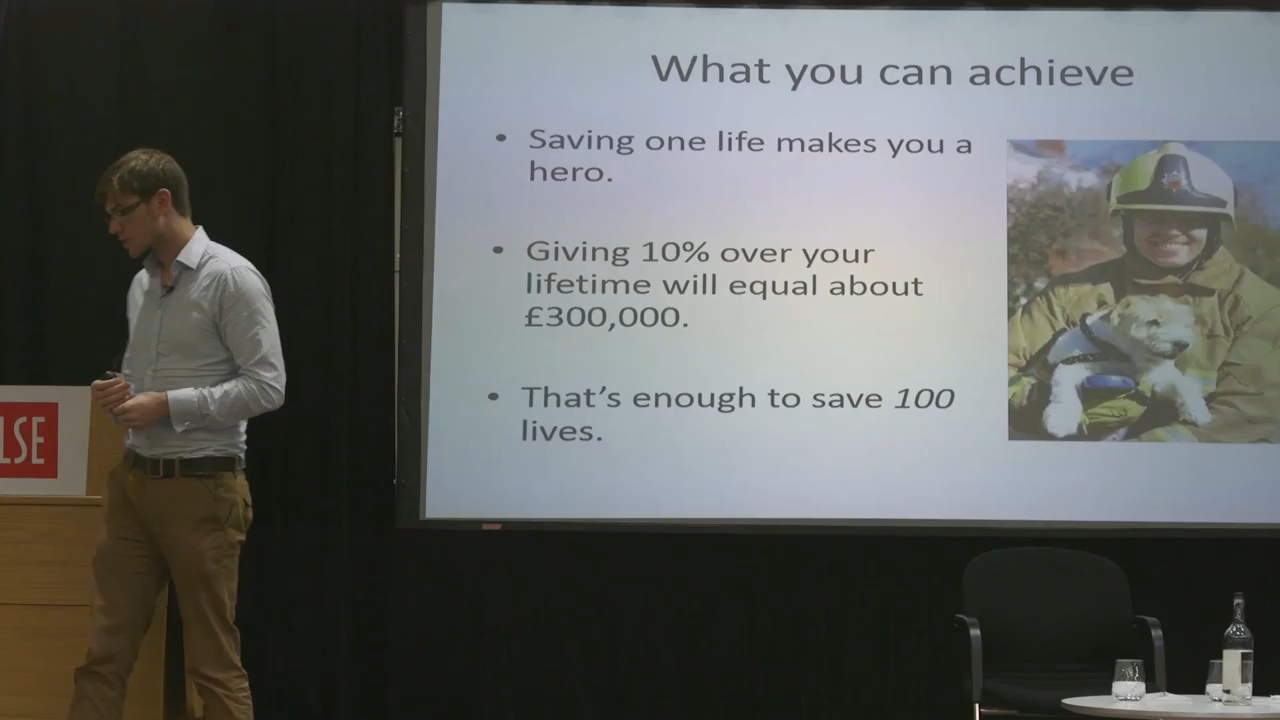 What you can achieve
• Saving one life makes you a
hero.
• Giving 10% over your
lifetime will equal about
£300,000.
• That's enough to save 100
lives.
LSE